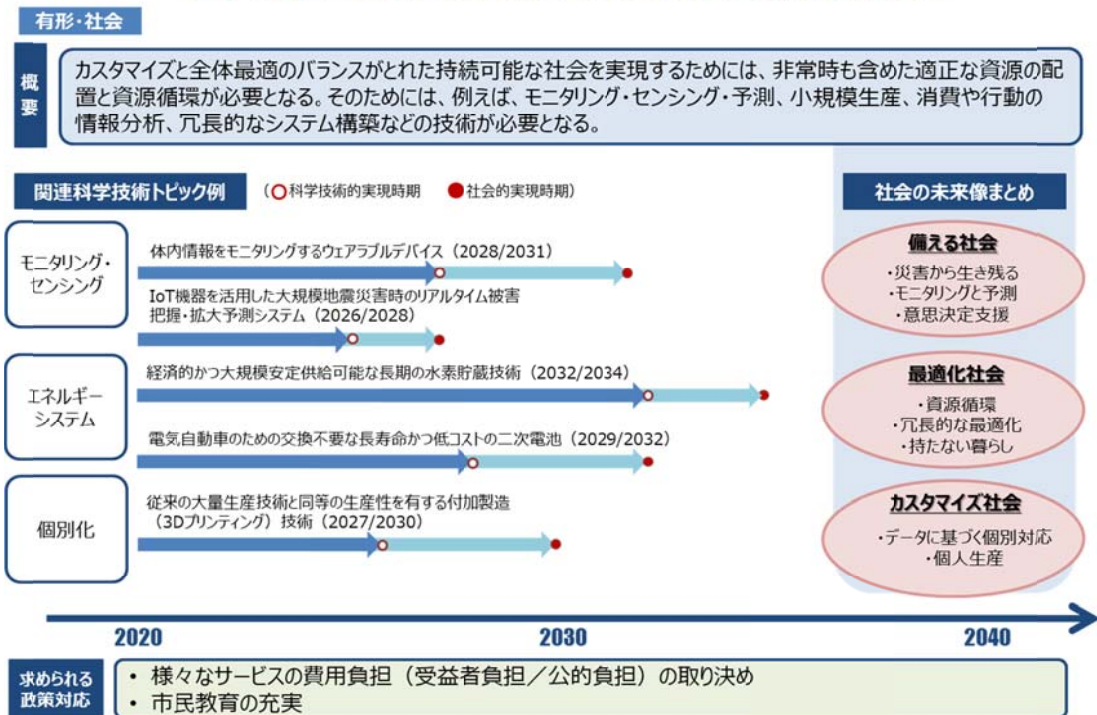 有形・社会
概要
カスタマイズと全体最適のバランスがとれた持続可能な社会を実現するためには、非常時も含めた適正な資源の配
置と資源循環が必要となる。そのためには、例えば、モニタリング・センシング・予測、小規模生産、消費や行動の
情報分析、冗長的なシステム構築などの技術が必要となる。
関連科学技術トピック例
(○科学技術的実現時期 ●社会的実現時期)
社会の未来像まとめ
モニタリング・
センシング
体内情報をモニタリングするウェアラブルデバイス（2028/2031）
IoT機器を活用した大規模地震災害時のリアルタイム被害
把握・拡大予測システム（2026/2028）
備える社会
・災害から生き残る
・モニタリングと予測
・意思決定支援
エネルギー
システム
経済的かつ大規模安定供給可能な長期の水素貯蔵技術（2032/2034）
電気自動車のための交換不要な長寿命かつ低コストの二次電池（2029/2032）
最適化社会
・資源循環
・冗長的な最適化
・持たない暮らし
個別化
従来の大量生産技術と同等の生産性を有する付加製造
（3Dプリンティング）技術（2027/2030）
カスタマイズ社会
・データに基づく個別対応
・個人生産
2020
2030
2040
求められる
政策対応
• 様々なサービスの費用負担（受益者負担／公的負担）の取り決め
• 市民教育の充実